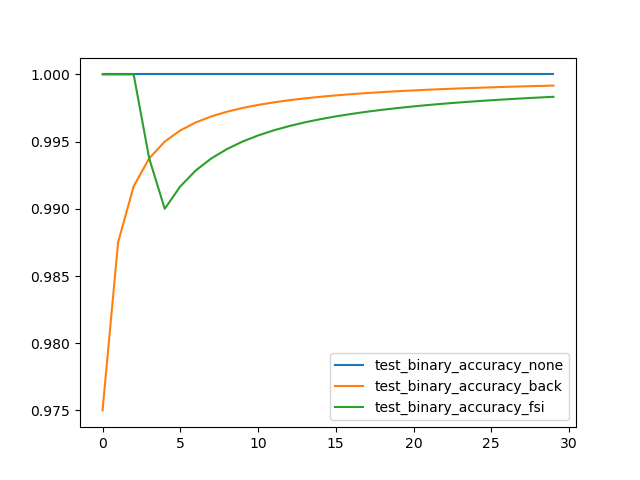 1.000
0.995
0.990
0.985
0.980
0.975
test_binary_accuracy_none
test_binary_accuracy_back
test_binary_accuracy_fsi
0 5 10 15 20 25 30